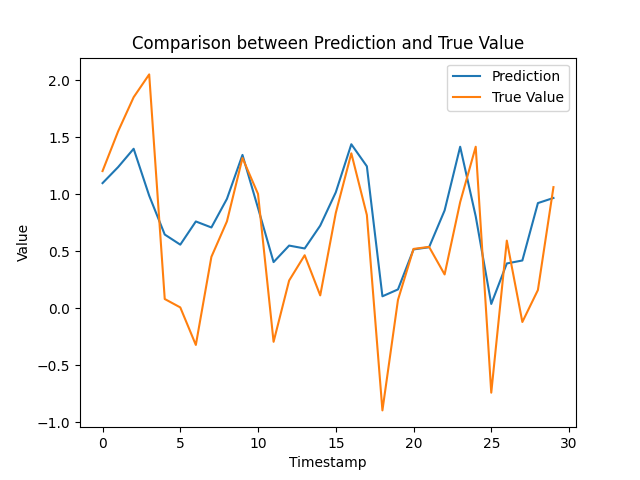 Comparison between Prediction and True Value
Prediction
True Value
2.0
1.5
1.0
0.5
0.0
−0.5
−1.0
Value
0 5 10 15 20 25 30
Timestamp